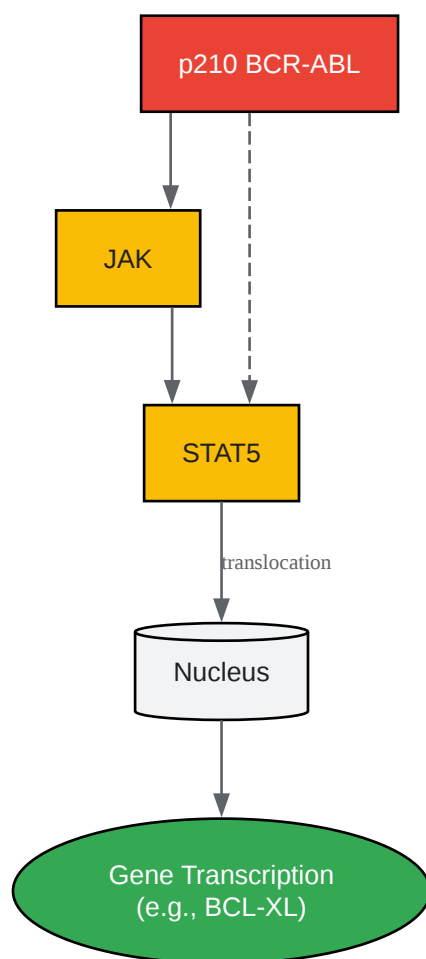 p210 BCR-ABL
JAK
STAT5
translocation
Nucleus
Gene Transcription
(e.g., BCL-XL)